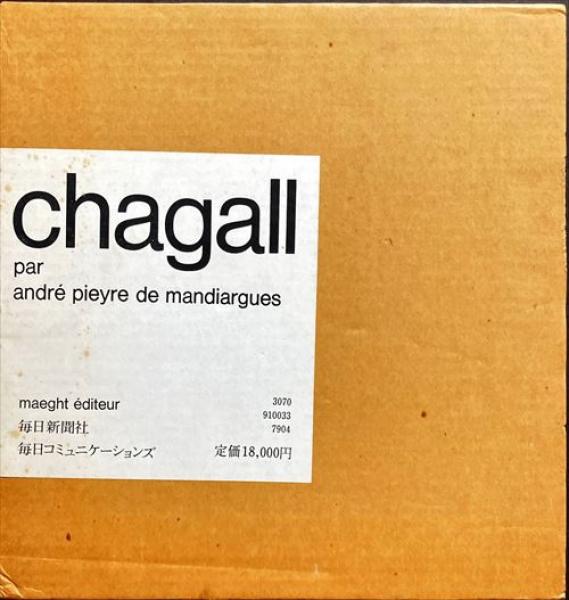 chagall
par
andré pieyre de mandiargues
maeght éditeur
3070
910033
毎日新聞社
7904
毎日コミュニケーションズ
定価18,000円